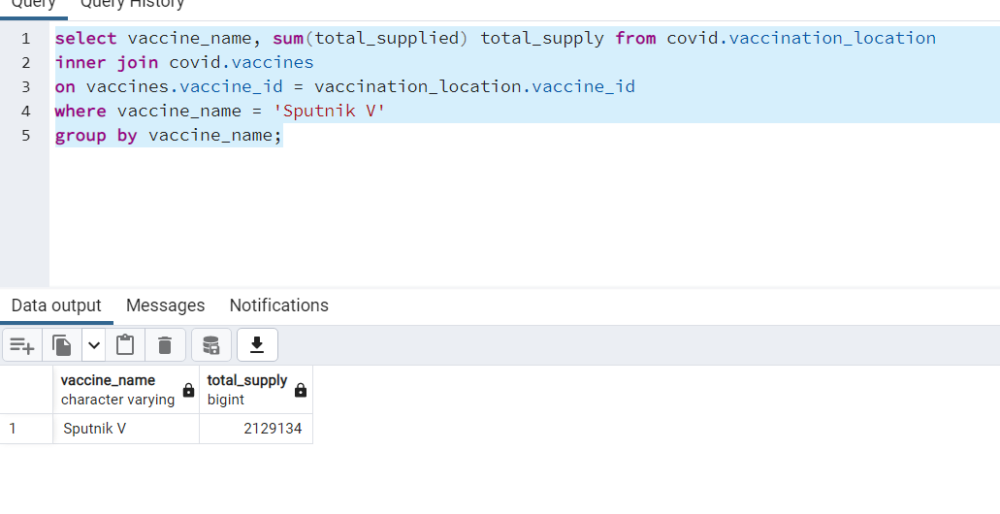 Query Query History
1 select vaccine_name, sum(total_supplied) total_supply from covid.vaccination_location
2 inner join covid.vaccines
3 on vaccines.vaccine_id = vaccination_location.vaccine_id
4 where vaccine_name = 'Sputnik V'
5 group by vaccine_name;
Data output Messages Notifications
vaccine_name total_supply
character varying bigint
1 Sputnik V 2129134